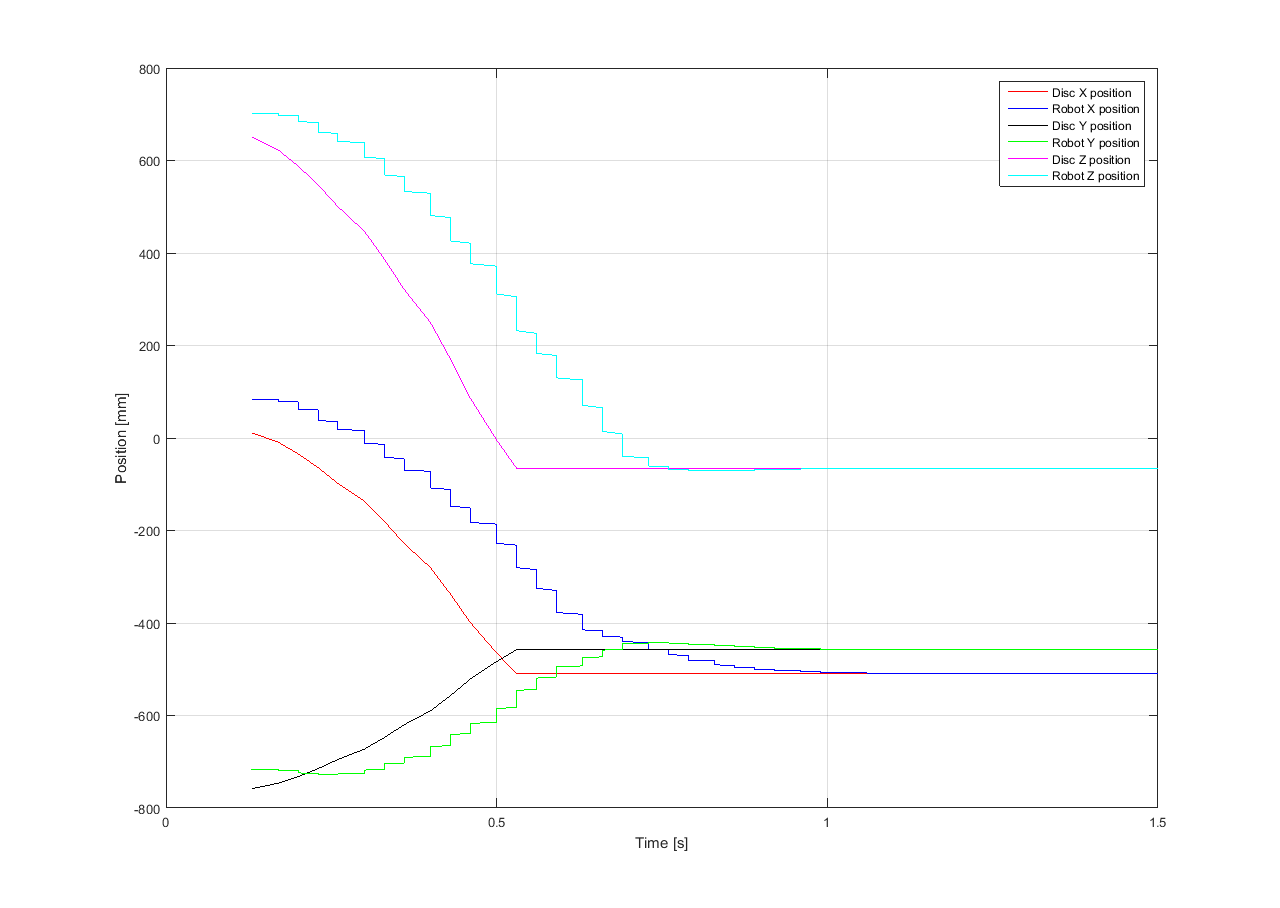 800
600
400
200
0
-200
-400
-600
-800
Position [mm]
0
0.5
1
1.5
Time [s]
Disc X position
Robot X position
Disc Y position
Robot Y position
Disc Z position
Robot Z position